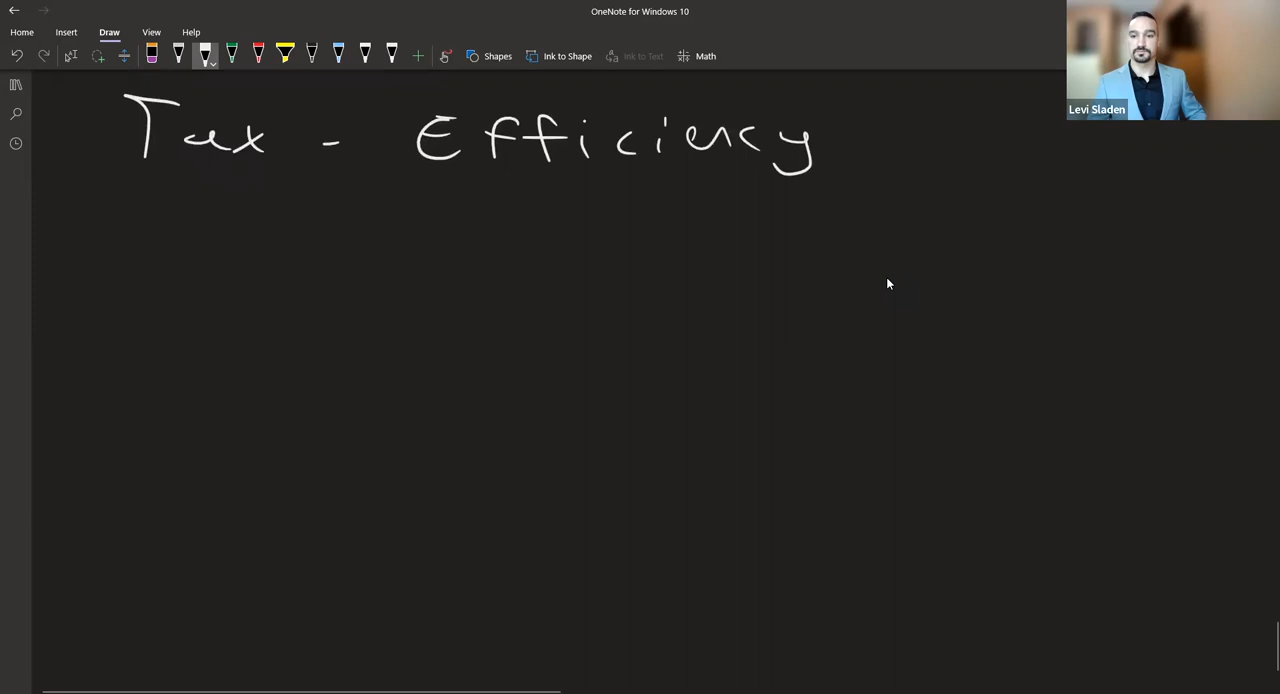 OneNote for Windows 10
Home Insert Draw View Help
Shapes Ink to Shape Ink to Text Math
Levi Sladen
Tax - Efficiency